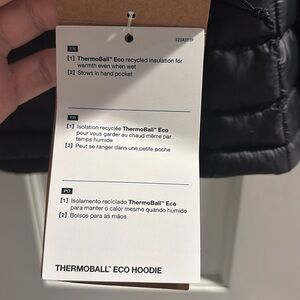 EN
[1] ThermoBall™ Eco recycled insulation for
warmth even when wet
[2] Stows in hand pocket
FR
[1] Isolation recyclée ThermoBall™ Eco
pour vous garder au chaud même par
temps humide
[2] Peut se ranger dans une petite poche
PO
[1] Isolamento reciclado ThermoBall™ Eco
para manter o calor mesmo quando húmido
[2] Bolsos para as mãos
THERMOBALL™ ECO HOODIE